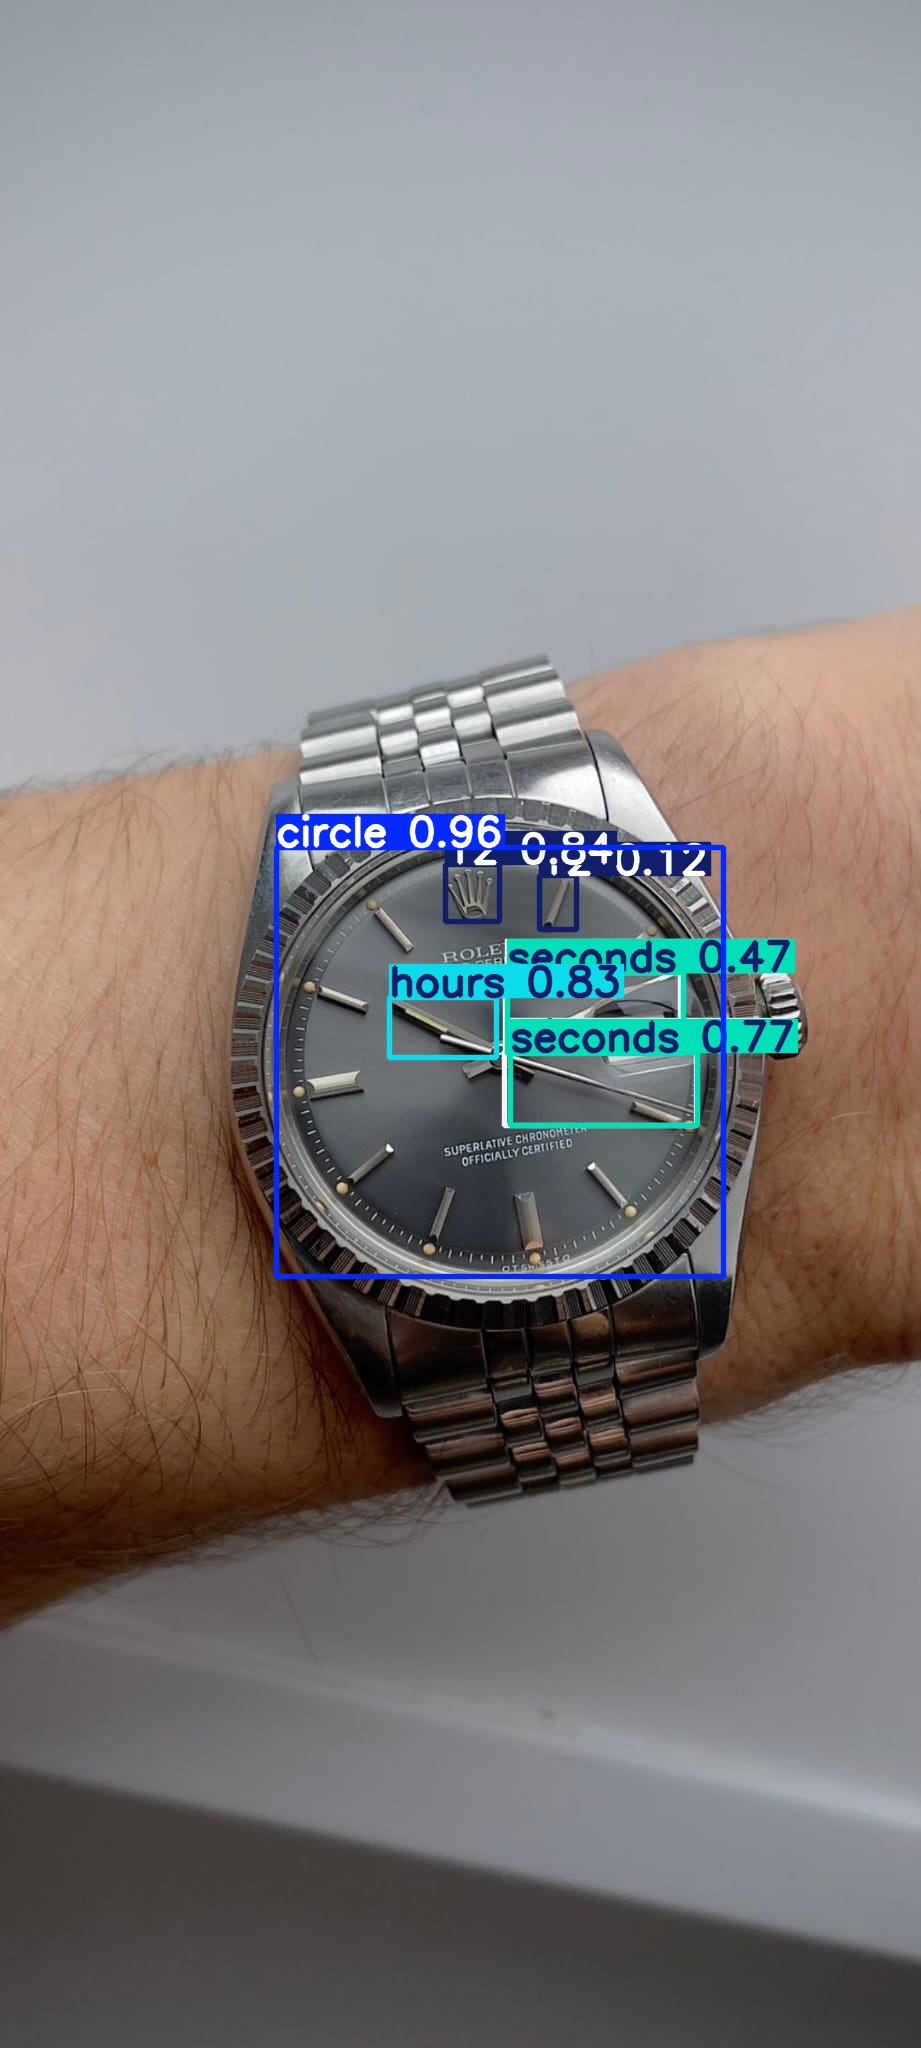 circle 0.96
12 0.84
12 0.12
ROLEX
seconds 0.47
hours 0.83
seconds 0.77
SUPERLATIVE CHRONOMETER
OFFICIALLY CERTIFIED